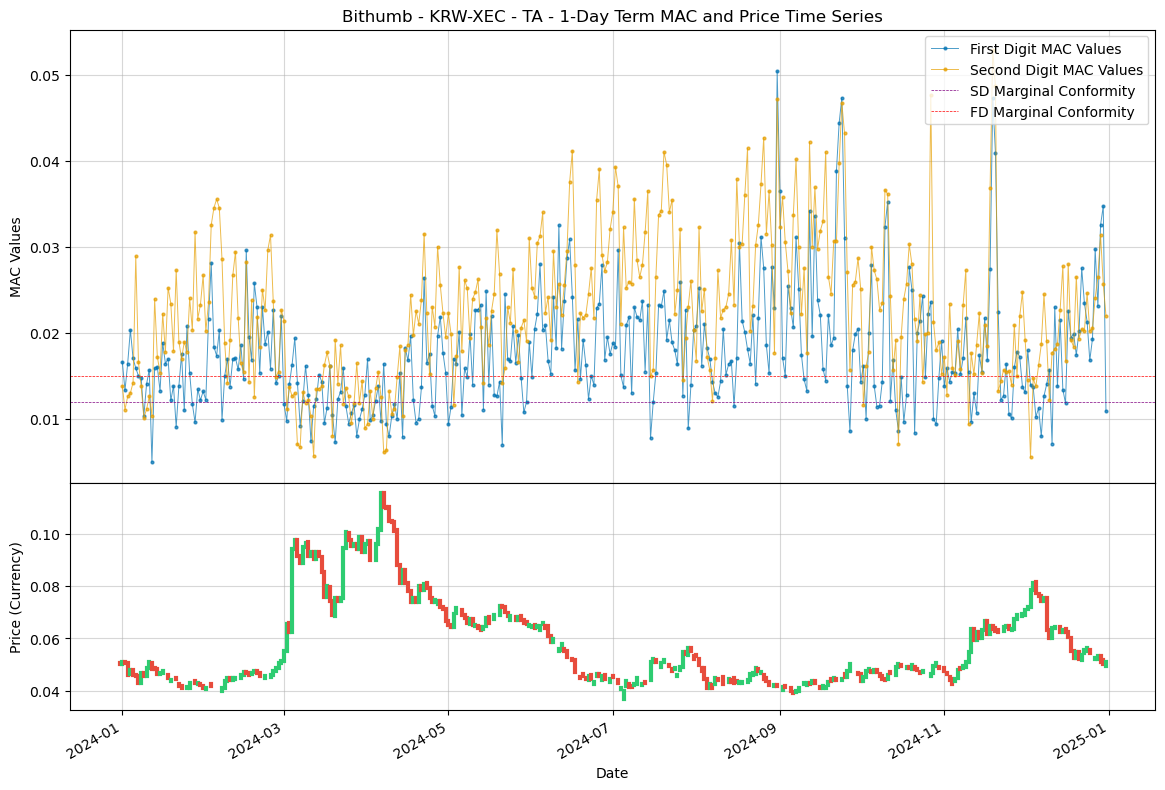 Bithumb - KRW-XEC - TA - 1-Day Term MAC and Price Time Series
First Digit MAC Values
Second Digit MAC Values
SD Marginal Conformity
FD Marginal Conformity
MAC Values
0.05
0.04
0.03
0.02
0.01
Price (Currency)
0.10
0.08
0.06
0.04
2024-01
2024-03
2024-05
2024-07
2024-09
2024-11
2025-01
Date